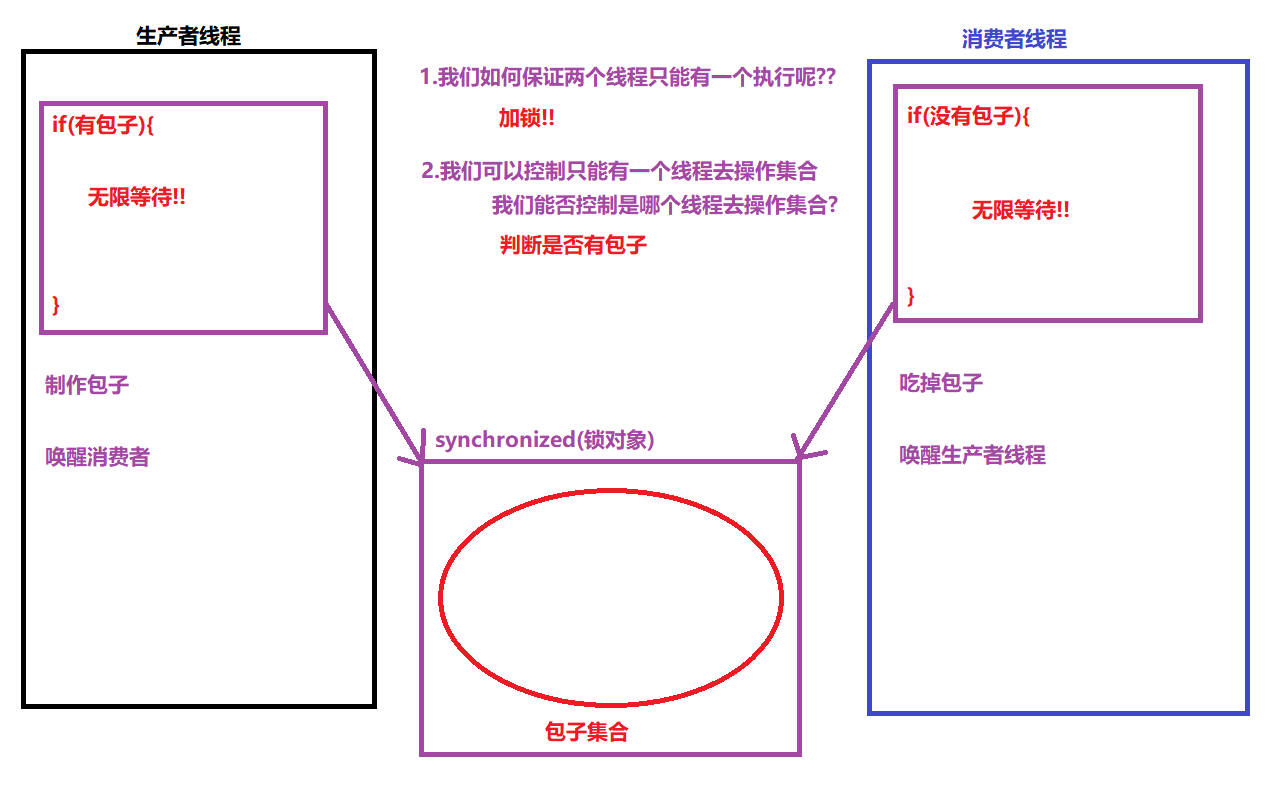 生产者线程
if(有包子){
无限等待!!
}
制作包子
唤醒消费者
1.我们如何保证两个线程只能有一个执行呢??
加锁!!
2.我们可以控制只能有一个线程去操作集合
我们能否控制是哪个线程去操作集合?
判断是否有包子
synchronized(锁对象)
包子集合
消费者线程
if(没有包子){
无限等待!!
}
吃掉包子
唤醒生产者线程